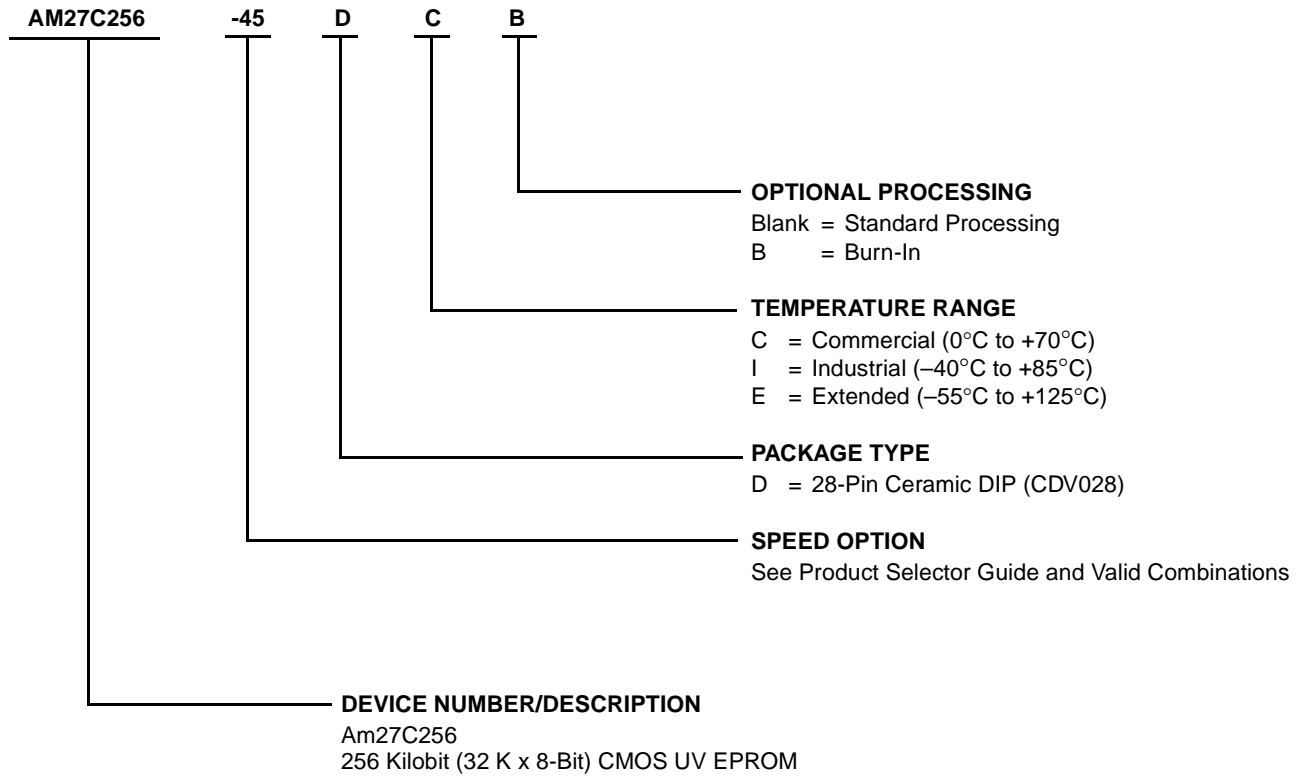 AM27C256 -45 D C B
OPTIONAL PROCESSING
Blank = Standard Processing
B = Burn-In
TEMPERATURE RANGE
C = Commercial (0°C to +70°C)
I = Industrial (–40°C to +85°C)
E = Extended (–55°C to +125°C)
PACKAGE TYPE
D = 28-Pin Ceramic DIP (CDV028)
SPEED OPTION
See Product Selector Guide and Valid Combinations
DEVICE NUMBER/DESCRIPTION
Am27C256
256 Kilobit (32 K x 8-Bit) CMOS UV EPROM